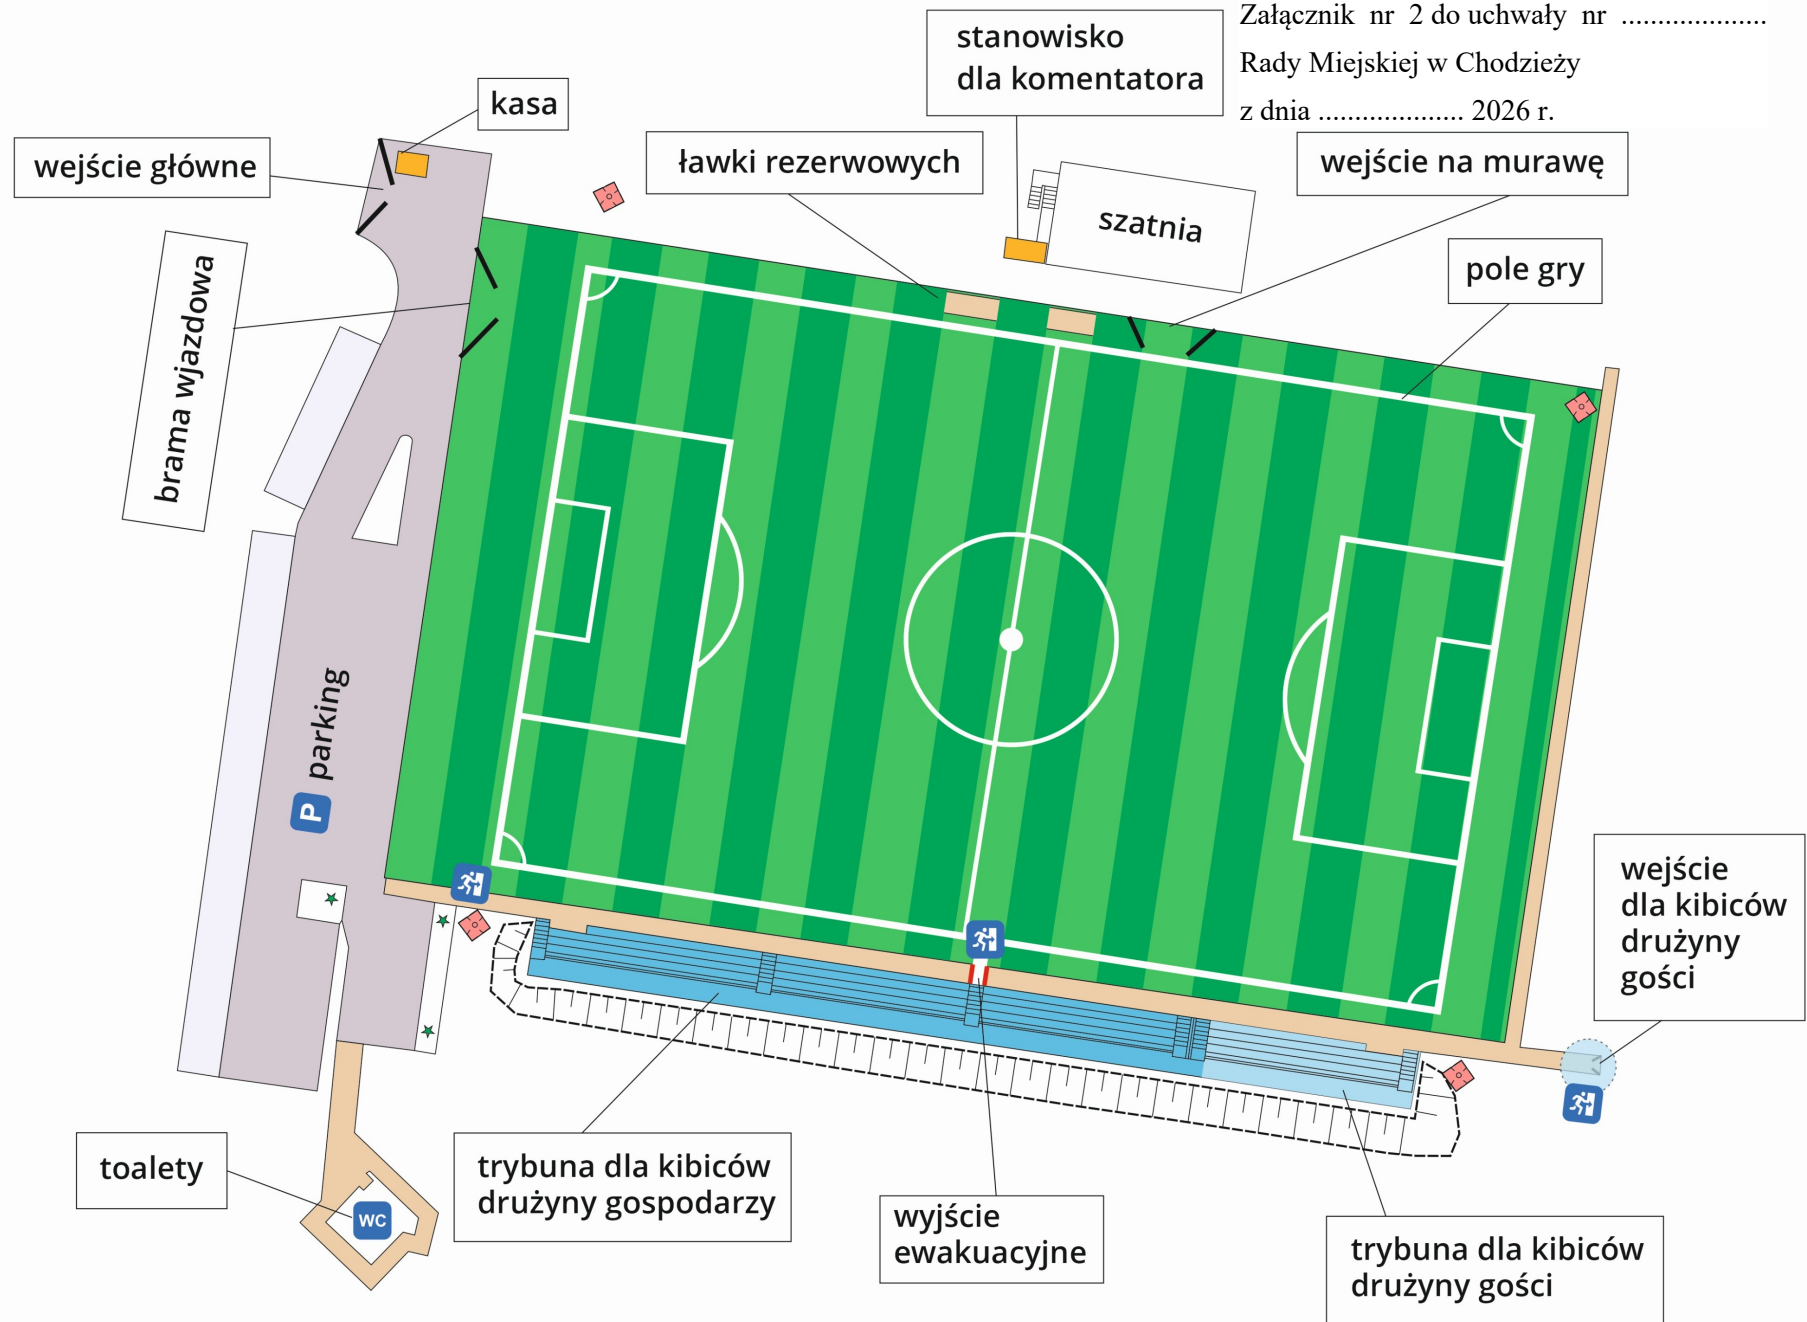 Załącznik nr 2 do uchwały nr ....................
Rady Miejskiej w Chodzieży
z dnia .................... 2026 r.
stanowisko
dla komentatora
kasa
wejście główne
ławki rezerwowych
wejście na murawę
szatnia
pole gry
brama wjazdowa
parking
P
wejście
dla kibiców
drużyny
gości
toalety
WC
trybuna dla kibiców
drużyny gospodarzy
wyjście
ewakuacyjne
trybuna dla kibiców
drużyny gości